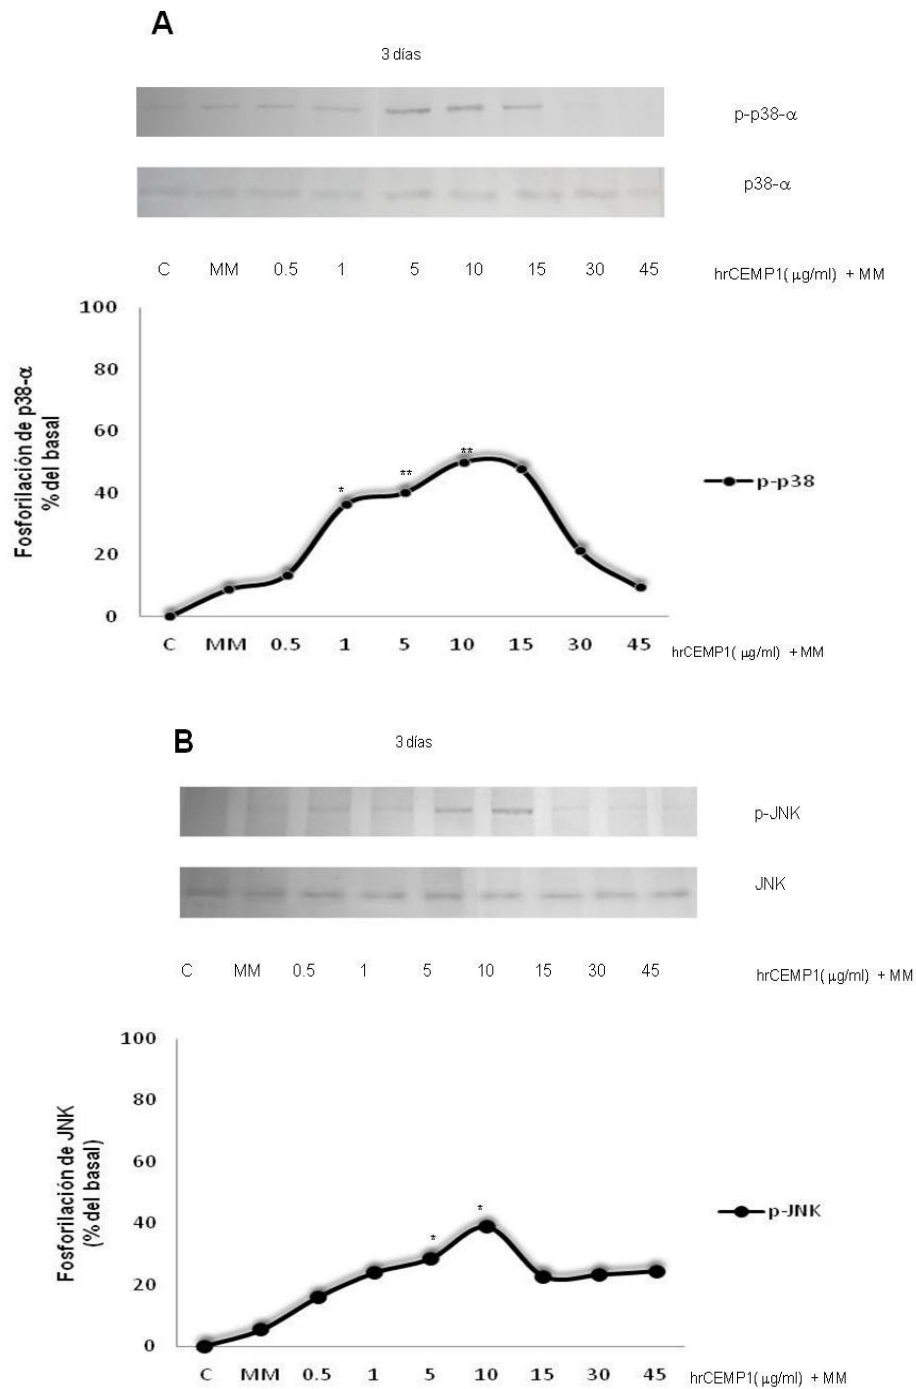 A
3 días
p-p38-α
p38-α
C MM 0.5 1 5 10 15 30 45 hrCEMP1( μg/ml) + MM
Fosforilación de p38-α
% del basal
100
80
60
40
20
0
* ** **
p-p38
C MM 0.5 1 5 10 15 30 45 hrCEMP1( μg/ml) + MM
B
3 días
p-JNK
JNK
C MM 0.5 1 5 10 15 30 45 hrCEMP1( μg/ml) + MM
Fosforilación de JNK
(% del basal)
100
80
60
40
20
0
* *
p-JNK
C MM 0.5 1 5 10 15 30 45 hrCEMP1( μg/ml) + MM